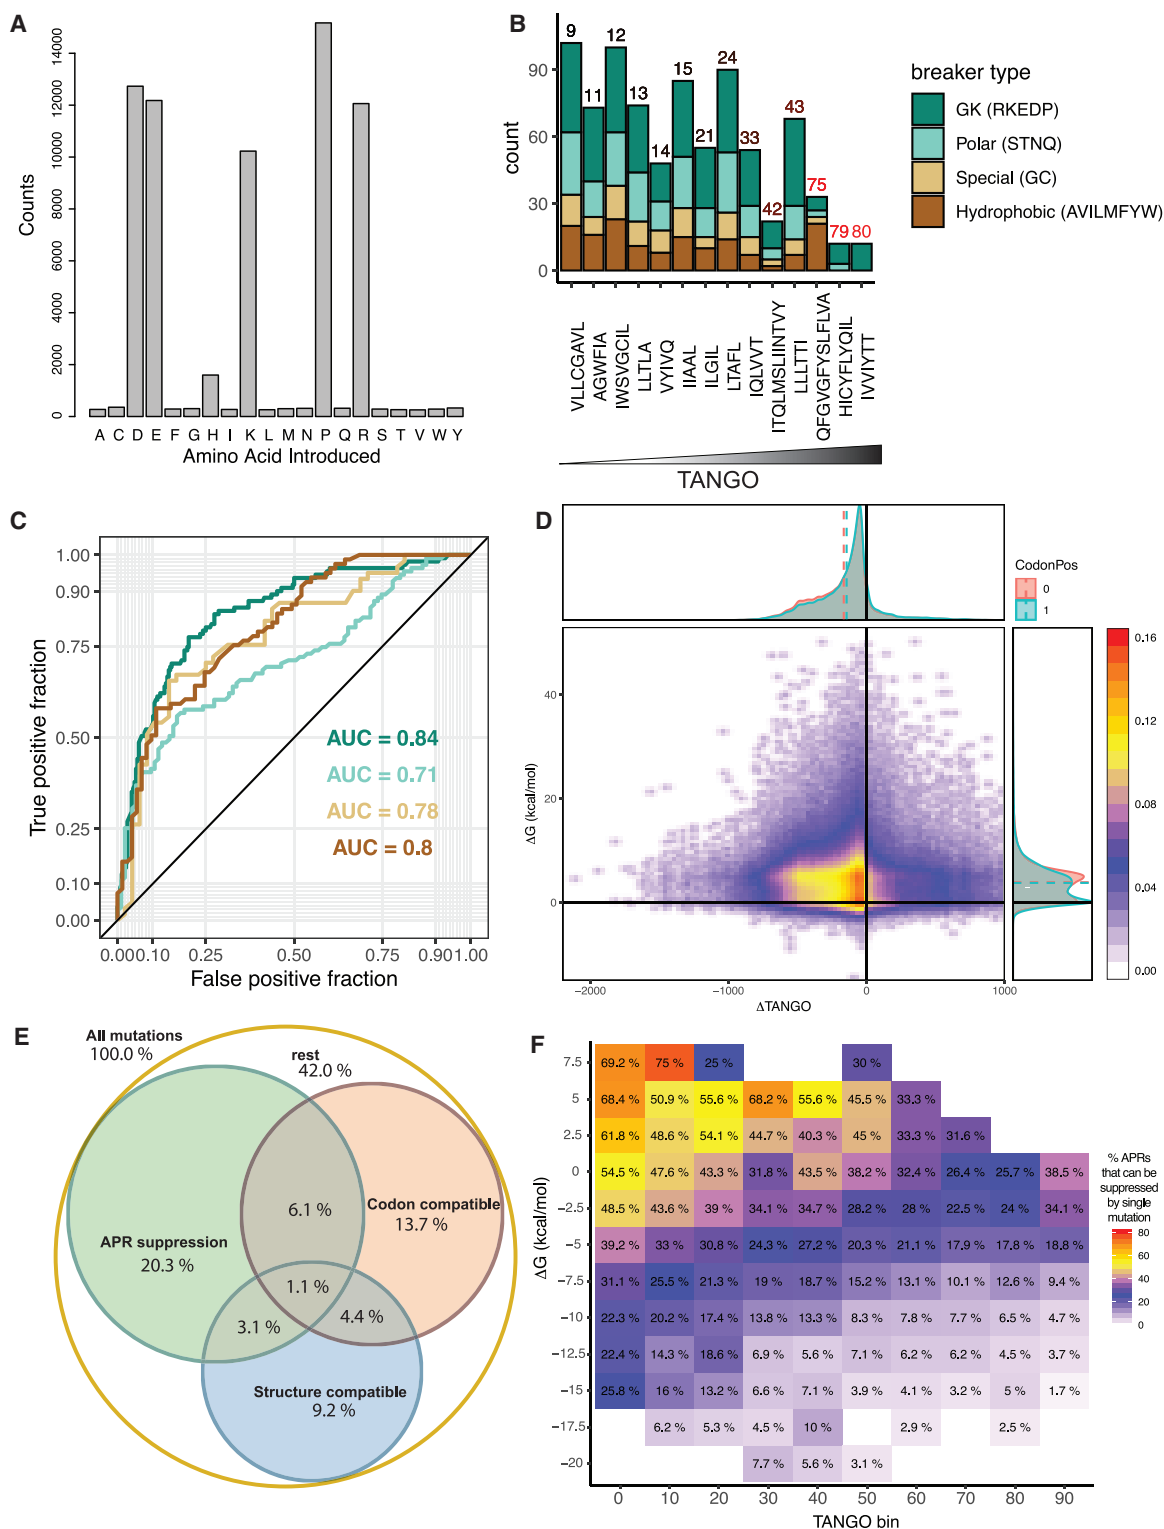 A
Counts
14000
12000
10000
8000
6000
4000
2000
0
A C D E F G H I K L M N P Q R S T V W Y
Amino Acid Introduced
B
count
90
60
30
0
9
11
12
13
14
15
21
24
33
42
43
75
79
80
VLLCGAVL
AGWFIA
IWSVGCIL
LLTLA
VYIVQ
IIAAL
ILGIL
LTAFL
IQLVVT
ITQLMSLIINTVY
LLLTTI
QFGVGFYSLFLVA
HICYFLYQIL
IVVIYTT
TANGO
breaker type
GK (RKEDP)
Polar (STNQ)
Special (GC)
Hydrophobic (AVILMFYW)
C
True positive fraction
1.00
0.90
0.75
0.50
0.25
0.10
0.00
AUC = 0.84
AUC = 0.71
AUC = 0.78
AUC = 0.8
0.00 0.10 0.25 0.50 0.75 0.90 1.00
False positive fraction
D
CodonPos
0
1
ΔG (kcal/mol)
40
20
0
-2000 -1000 0 1000
ΔTANGO
0.16
0.12
0.08
0.04
0.00
E
All mutations
100.0 %
rest
42.0 %
6.1 %
Codon compatible
13.7 %
APR suppression
20.3 %
1.1 %
4.4 %
3.1 %
Structure compatible
9.2 %
F
ΔG (kcal/mol)
7.5 69.2 % 75 % 25 % 30 %
5 68.4 % 50.9 % 55.6 % 68.2 % 55.6 % 45.5 % 33.3 %
2.5 61.8 % 48.6 % 54.1 % 44.7 % 40.3 % 45 % 33.3 % 31.6 %
0 54.5 % 47.6 % 43.3 % 31.8 % 43.5 % 38.2 % 32.4 % 26.4 % 25.7 % 38.5 %
-2.5 48.5 % 43.6 % 39 % 34.1 % 34.7 % 28.2 % 28 % 22.5 % 24 % 34.1 %
-5 39.2 % 33 % 30.8 % 24.3 % 27.2 % 20.3 % 21.1 % 17.9 % 17.8 % 18.8 %
-7.5 31.1 % 25.5 % 21.3 % 19 % 18.7 % 15.2 % 13.1 % 10.1 % 12.6 % 9.4 %
-10 22.3 % 20.2 % 17.4 % 13.8 % 13.3 % 8.3 % 7.8 % 7.7 % 6.5 % 4.7 %
-12.5 22.4 % 14.3 % 18.6 % 6.9 % 5.6 % 7.1 % 6.2 % 6.2 % 4.5 % 3.7 %
-15 25.8 % 16 % 13.2 % 6.6 % 7.1 % 3.9 % 4.1 % 3.2 % 5 % 1.7 %
-17.5 6.2 % 5.3 % 4.5 % 10 % 2.9 % 2.5 %
-20 7.7 % 5.6 % 3.1 %
0 10 20 30 40 50 60 70 80 90
TANGO bin
% APRs
that can be
suppressed
by single
mutation
80
60
40
20
0